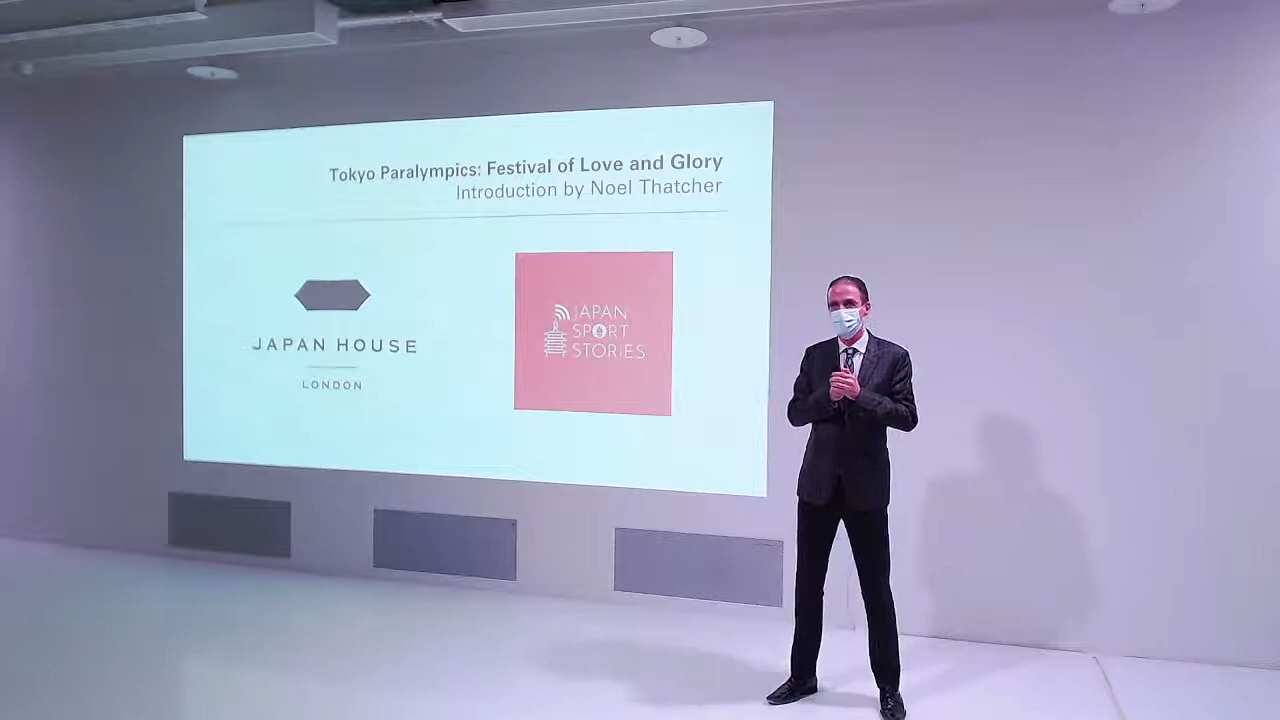 Tokyo Paralympics: Festival of Love and Glory
Introduction by Noel Thatcher
JAPAN HOUSE
LONDON
JAPAN
SPORT
STORIES